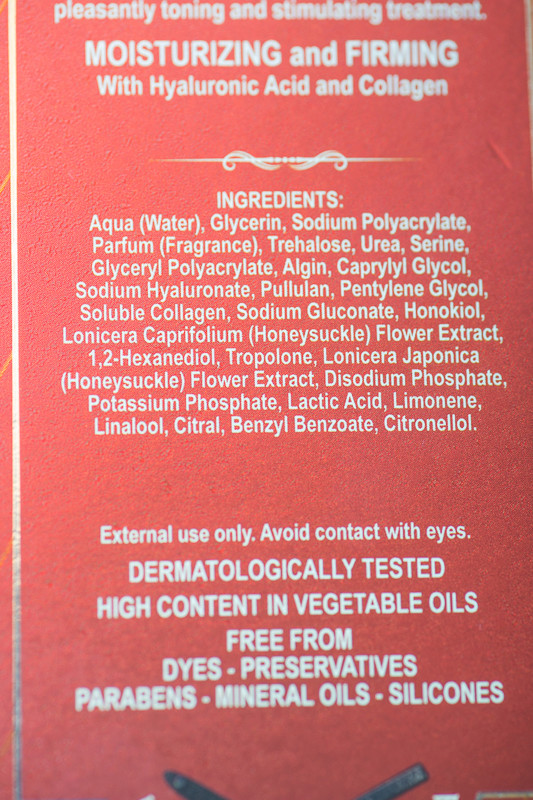 pleasantly toning and stimulating treatment.
MOISTURIZING and FIRMING
With Hyaluronic Acid and Collagen
INGREDIENTS:
Aqua (Water), Glycerin, Sodium Polyacrylate,
Parfum (Fragrance), Trehalose, Urea, Serine,
Glyceryl Polyacrylate, Algin, Caprylyl Glycol,
Sodium Hyaluronate, Pullulan, Pentylene Glycol,
Soluble Collagen, Sodium Gluconate, Honokiol,
Lonicera Caprifolium (Honeysuckle) Flower Extract,
1,2-Hexanediol, Tropolone, Lonicera Japonica
(Honeysuckle) Flower Extract, Disodium Phosphate,
Potassium Phosphate, Lactic Acid, Limonene,
Linalool, Citral, Benzyl Benzoate, Citronellol.
External use only. Avoid contact with eyes.
DERMATOLOGICALLY TESTED
HIGH CONTENT IN VEGETABLE OILS
FREE FROM
DYES - PRESERVATIVES
PARABENS - MINERAL OILS - SILICONES